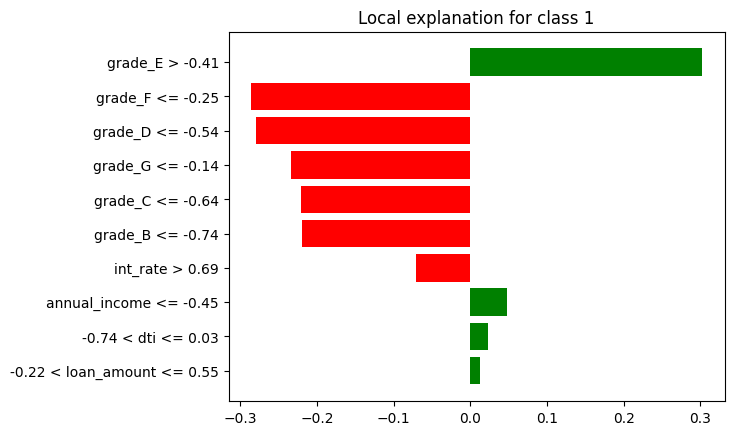 Local explanation for class 1
grade_E > -0.41
grade_F <= -0.25
grade_D <= -0.54
grade_G <= -0.14
grade_C <= -0.64
grade_B <= -0.74
int_rate > 0.69
annual_income <= -0.45
-0.74 < dti <= 0.03
-0.22 < loan_amount <= 0.55
−0.3 −0.2 −0.1 0.0 0.1 0.2 0.3